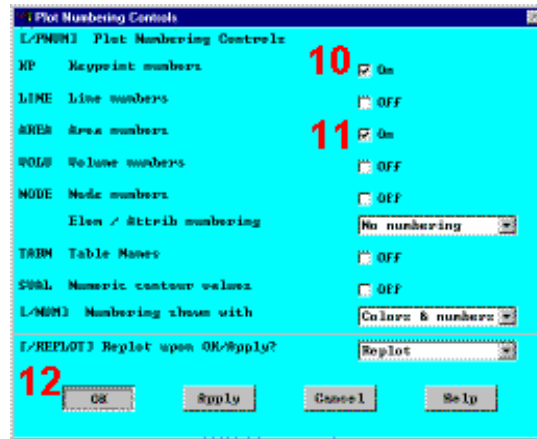 Plot Numbering Controls
[/PNUM] Plot Numbering Controls
KP Keypoint numbers 10 On
LINE Line numbers OFF
AREA Area numbers 11 On
VOLU Volume numbers OFF
NODE Node numbers OFF
Elem / Attrib numbering No numbering
TABN Table Names OFF
SVAL Numeric contour values OFF
[/NUM] Numbering shown with Colors & numbers
[/REPLOT] Replot upon OK/Apply? Replot
12 OK Apply Cancel Help